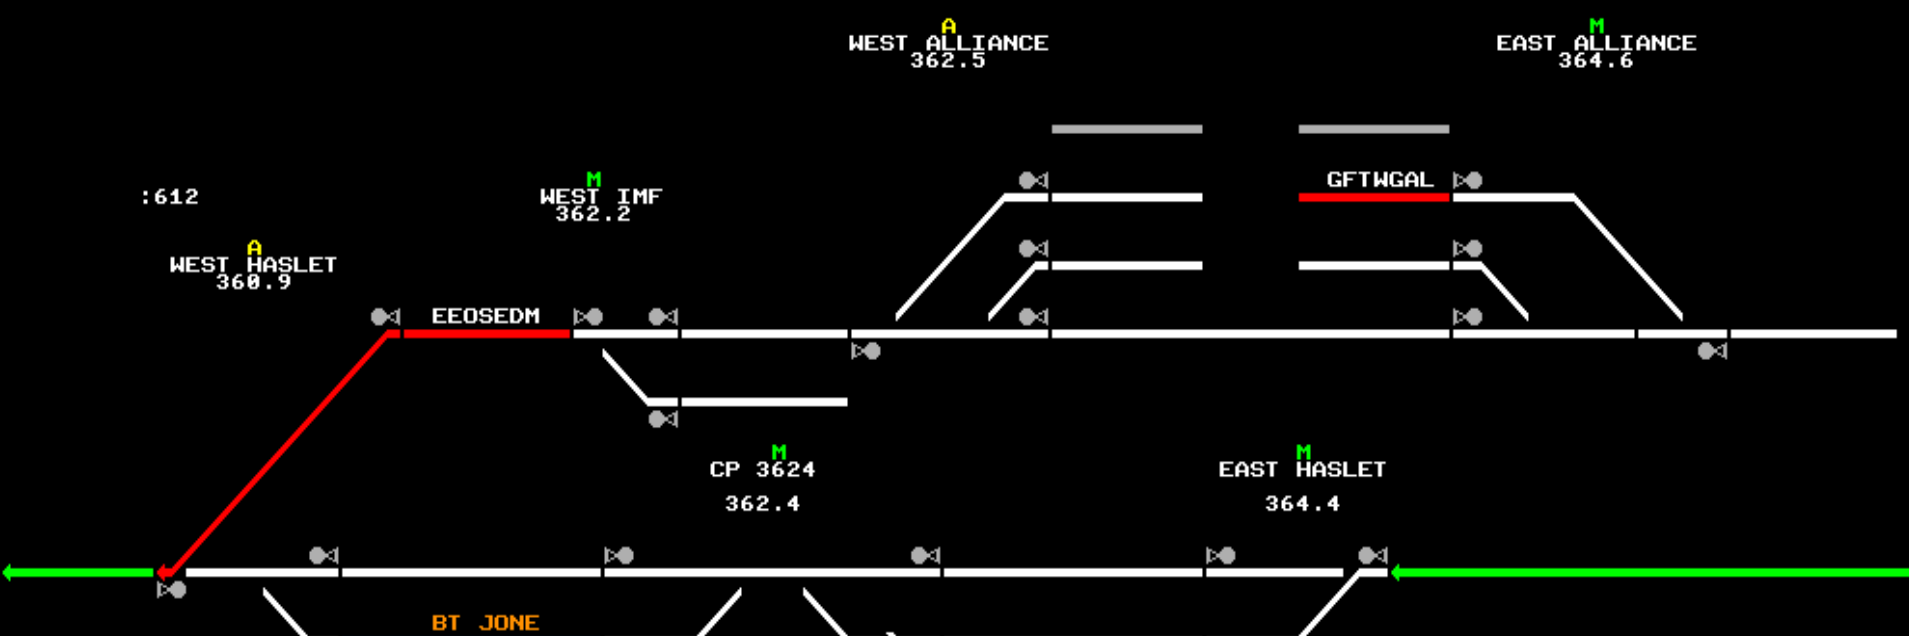 A
WEST ALLIANCE
362.5
M
EAST ALLIANCE
364.6
:612
M
WEST IMF
362.2
GFTWGAL
A
WEST HASLET
360.9
EEOSEDM
M
CP 3624
362.4
M
EAST HASLET
364.4
BT JONE